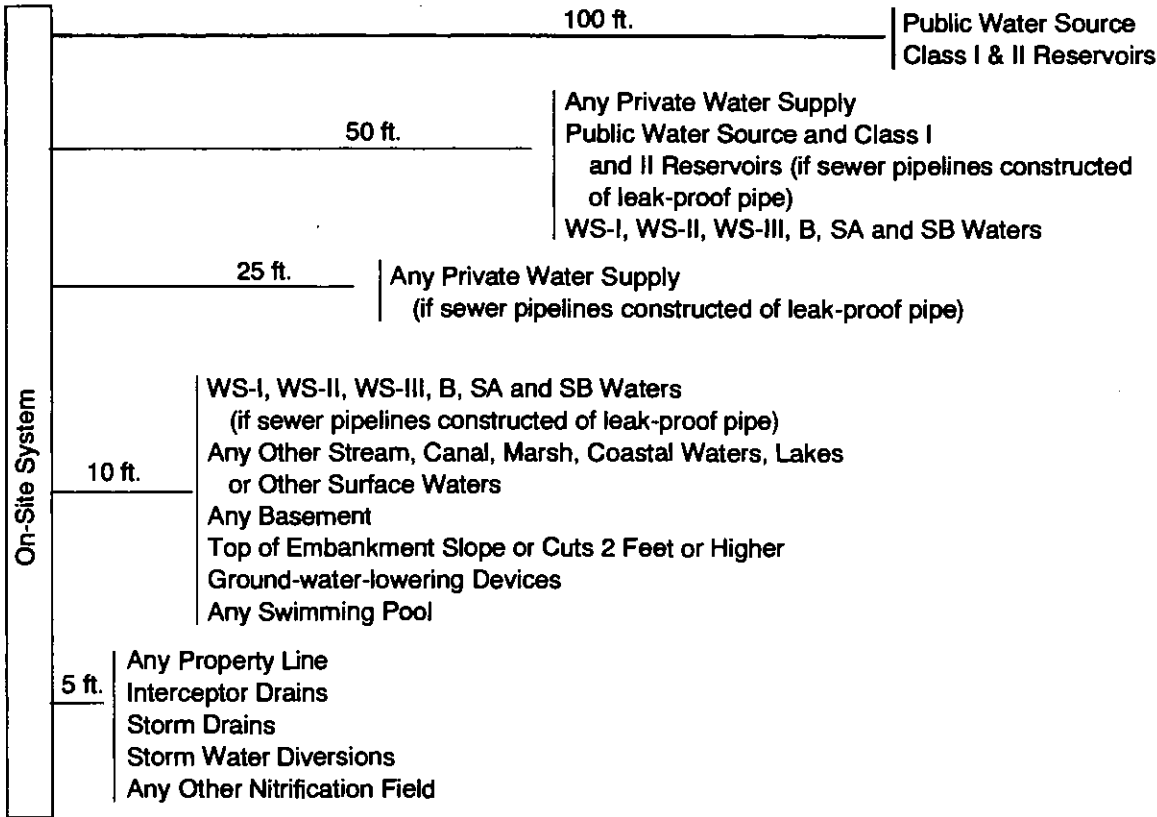 100 ft.
Public Water Source
Class I & II Reservoirs
50 ft.
Any Private Water Supply
Public Water Source and Class I
and II Reservoirs (if sewer pipelines constructed
of leak-proof pipe)
WS-I, WS-II, WS-III, B, SA and SB Waters
25 ft.
Any Private Water Supply
(if sewer pipelines constructed of leak-proof pipe)
On-Site System
10 ft.
WS-I, WS-II, WS-III, B, SA and SB Waters
(if sewer pipelines constructed of leak-proof pipe)
Any Other Stream, Canal, Marsh, Coastal Waters, Lakes
or Other Surface Waters
Any Basement
Top of Embankment Slope or Cuts 2 Feet or Higher
Ground-water-lowering Devices
Any Swimming Pool
5 ft.
Any Property Line
Interceptor Drains
Storm Drains
Storm Water Diversions
Any Other Nitrification Field